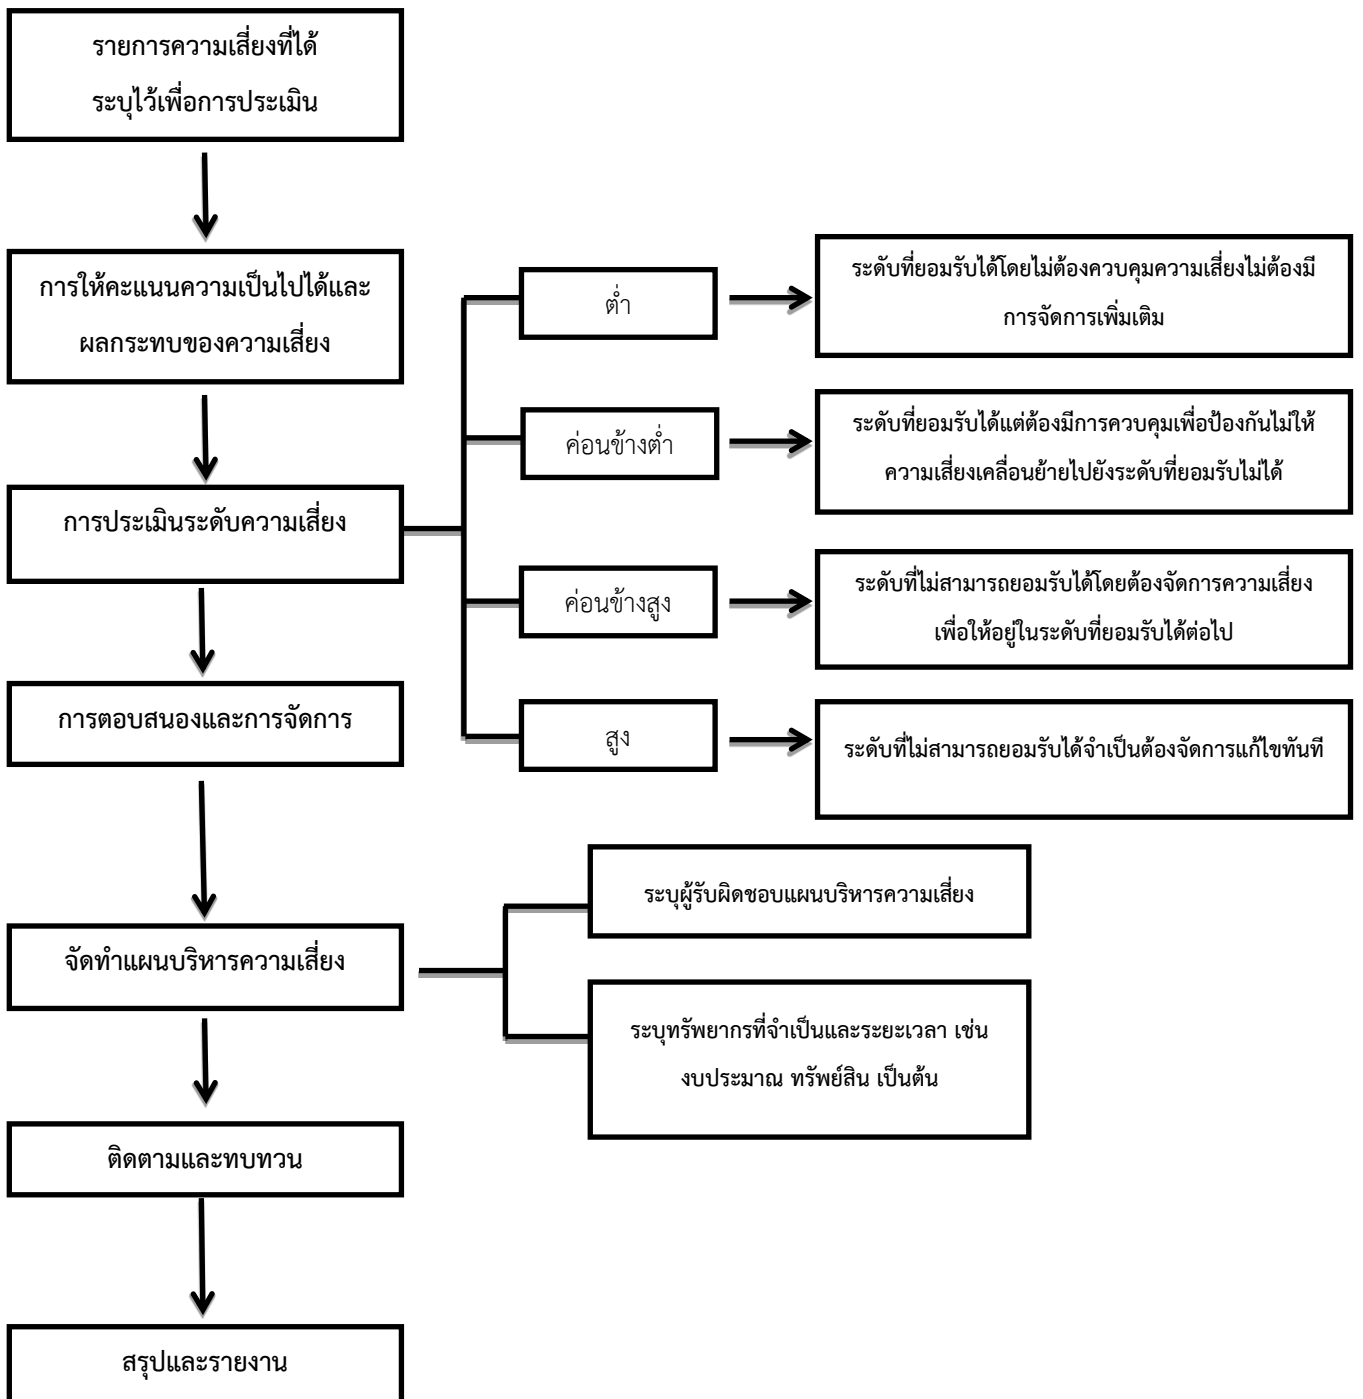 รายการความเสี่ยงที่ได้
ระบุไว้เพื่อการประเมิน
การให้คะแนนความเป็นไปได้และ
ผลกระทบของความเสี่ยง
การประเมินระดับความเสี่ยง
ต่ำ
ระดับที่ยอมรับได้โดยไม่ต้องควบคุมความเสี่ยงไม่ต้องมี
การจัดการเพิ่มเติม
ค่อนข้างต่ำ
ระดับที่ยอมรับได้แต่ต้องมีการควบคุมเพื่อป้องกันไม่ให้
ความเสี่ยงเคลื่อนย้ายไปยังระดับที่ยอมรับไม่ได้
ค่อนข้างสูง
ระดับที่ไม่สามารถยอมรับได้โดยต้องจัดการความเสี่ยง
เพื่อให้อยู่ในระดับที่ยอมรับได้ต่อไป
สูง
ระดับที่ไม่สามารถยอมรับได้จำเป็นต้องจัดการแก้ไขทันที
การตอบสนองและการจัดการ
จัดทำแผนบริหารความเสี่ยง
ระบุผู้รับผิดชอบแผนบริหารความเสี่ยง
ระบุทรัพยากรที่จำเป็นและระยะเวลา เช่น
งบประมาณ ทรัพย์สิน เป็นต้น
ติดตามและทบทวน
สรุปและรายงาน